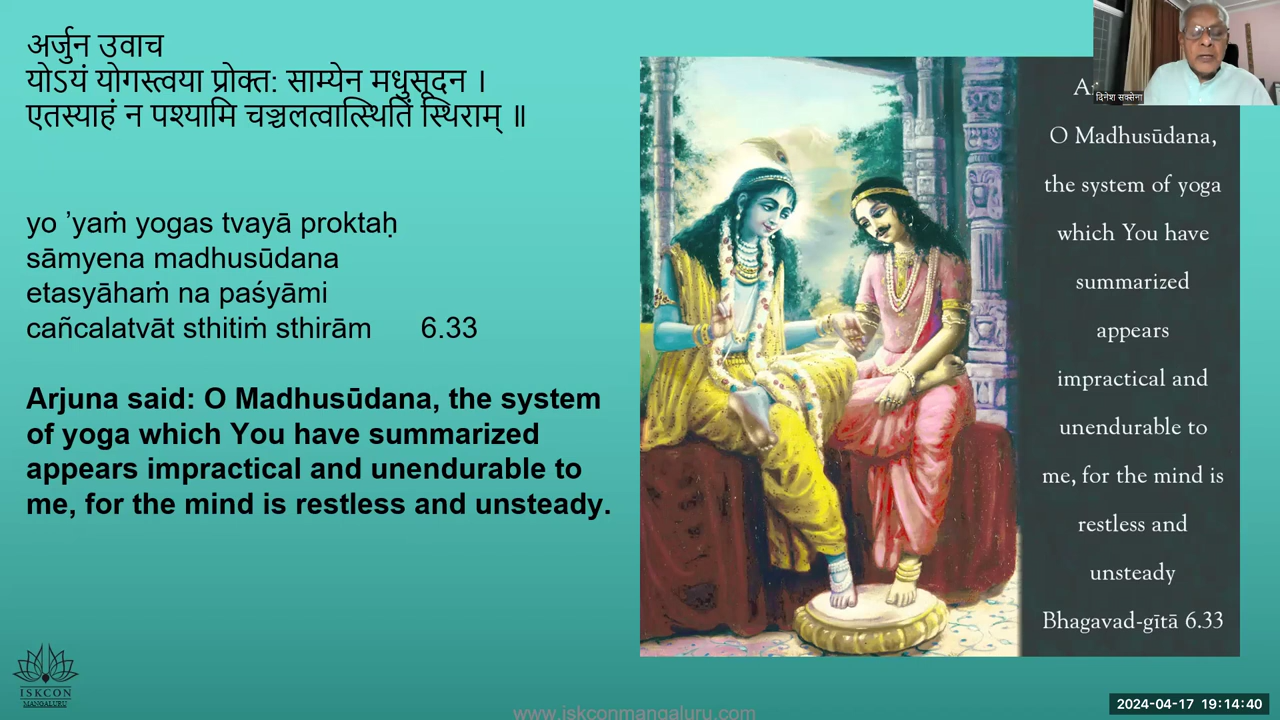 अर्जुन उवाच
योऽयं योगस्त्वया प्रोक्त: साम्येन मधुसूदन ।
एतस्याहं न पश्यामि चञ्चलत्वात्स्थितिं स्थिराम् ॥
yo ’yaṁ yogas tvayā proktaḥ
sāmyena madhusūdana
etasyāhaṁ na paśyāmi
cañcalatvāt sthitiṁ sthirām 6.33
Arjuna said: O Madhusūdana, the system
of yoga which You have summarized
appears impractical and unendurable to
me, for the mind is restless and unsteady.
O Madhusūdana,
the system of yoga
which You have
summarized
appears
impractical and
unendurable to
me, for the mind is
restless and
unsteady
Bhagavad-gītā 6.33
दिनेश सक्सेना
ISKCON
MANGALURU
www.iskconmangaluru.com
2024-04-17 19:14:40